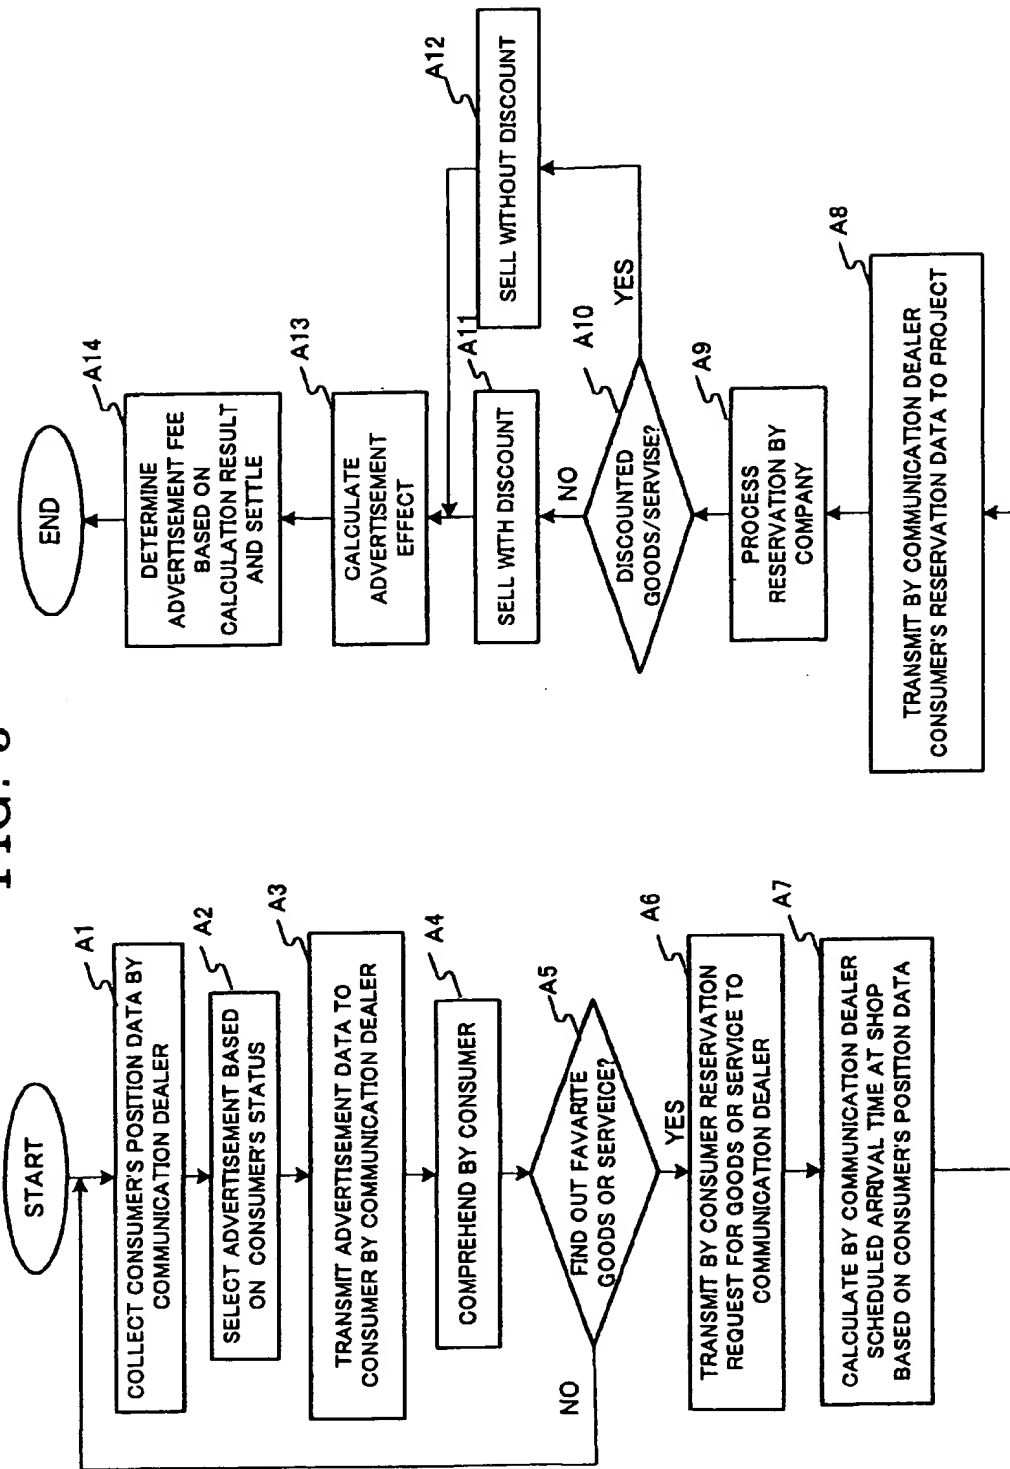 START
A1
COLLECT CONSUMER'S POSITION DATA BY
COMMUNICATION DEALER
A2
SELECT ADVERTISEMENT BASED
ON CONSUMER'S STATUS
A3
TRANSMIT ADVERTISEMENT DATA TO
CONSUMER BY COMMUNICATION DEALER
A4
COMPREHEND BY CONSUMER
A5
FIND OUT FAVARITE
GOODS OR SERVEICE?
NO
YES
A6
TRANSMIT BY CONSUMER RESERVATION
REQUEST FOR GOODS OR SERVICE TO
COMMUNICATION DEALER
A7
CALCULATE BY COMMUNICATION DEALER
SCHEDULED ARRIVAL TIME AT SHOP
BASED ON CONSUMER'S POSITION DATA
A8
TRANSMIT BY COMMUNICATION DEALER
CONSUMER'S RESERVATION DATA TO PROJECT
A9
PROCESS
RESERVATION BY
COMPANY
A10
DISCOUNTED
GOODS/SERVISE?
NO
YES
A11
SELL WITH DISCOUNT
A12
SELL WITHOUT DISCOUNT
A13
CALCULATE
ADVERTISEMENT
EFFECT
A14
DETERMINE
ADVERTISEMENT FEE
BASED ON
CALCULATION RESULT
AND SETTLE
END